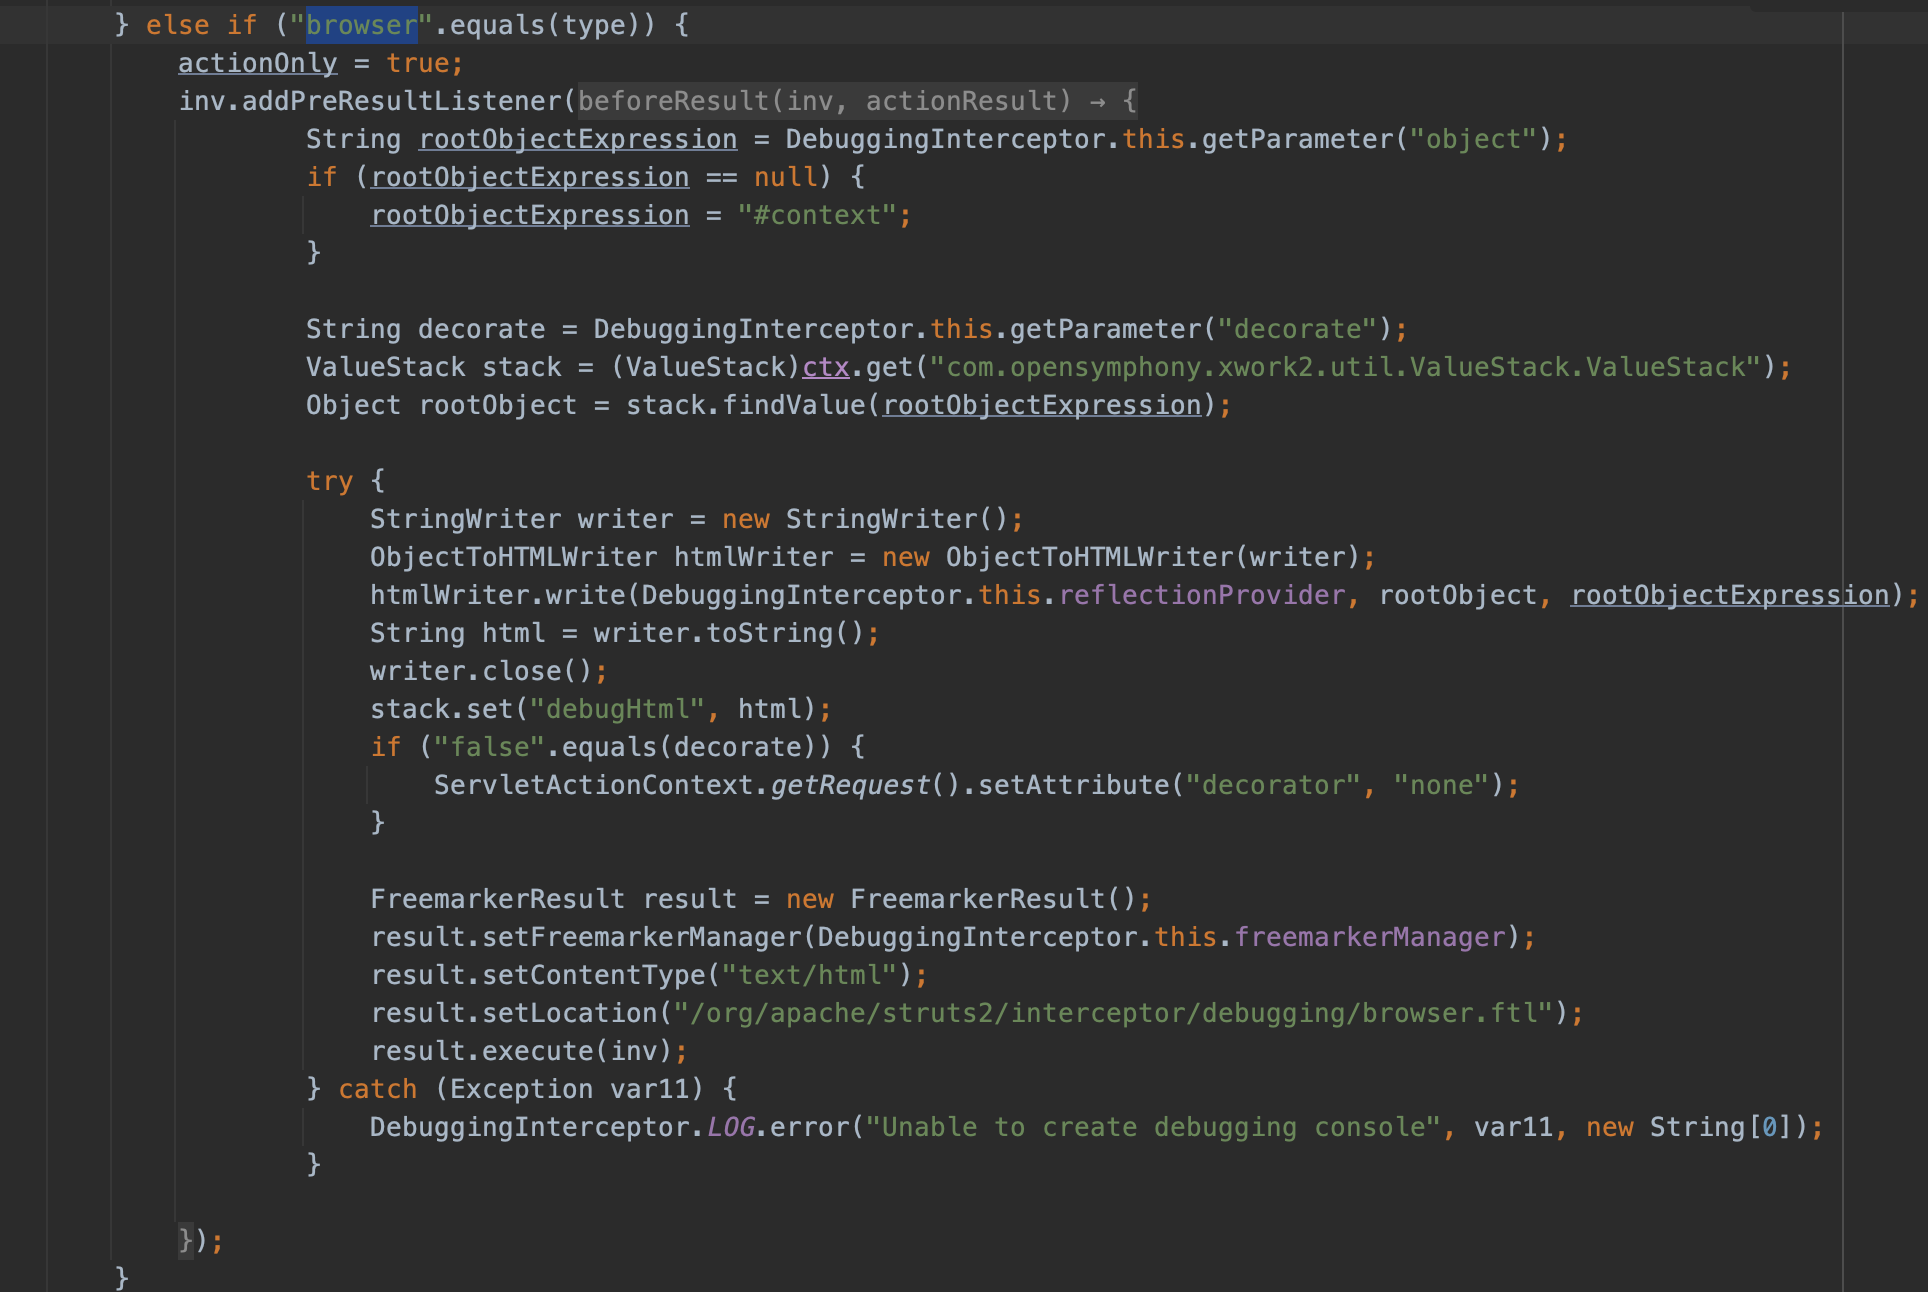 } else if ("browser".equals(type)) {
actionOnly = true;
inv.addPreResultListener(beforeResult(inv, actionResult) → {
String rootObjectExpression = DebuggingInterceptor.this.getParameter("object");
if (rootObjectExpression == null) {
rootObjectExpression = "#context";
}
String decorate = DebuggingInterceptor.this.getParameter("decorate");
ValueStack stack = (ValueStack)ctx.get("com.opensymphony.xwork2.util.ValueStack.ValueStack");
Object rootObject = stack.findValue(rootObjectExpression);
try {
StringWriter writer = new StringWriter();
ObjectToHTMLWriter htmlWriter = new ObjectToHTMLWriter(writer);
htmlWriter.write(DebuggingInterceptor.this.reflectionProvider, rootObject, rootObjectExpression);
String html = writer.toString();
writer.close();
stack.set("debugHtml", html);
if ("false".equals(decorate)) {
ServletActionContext.getRequest().setAttribute("decorator", "none");
}
FreemarkerResult result = new FreemarkerResult();
result.setFreemarkerManager(DebuggingInterceptor.this.freemarkerManager);
result.setContentType("text/html");
result.setLocation("/org/apache/struts2/interceptor/debugging/browser.ftl");
result.execute(inv);
} catch (Exception var11) {
DebuggingInterceptor.LOG.error("Unable to create debugging console", var11, new String[0]);
}
});
}